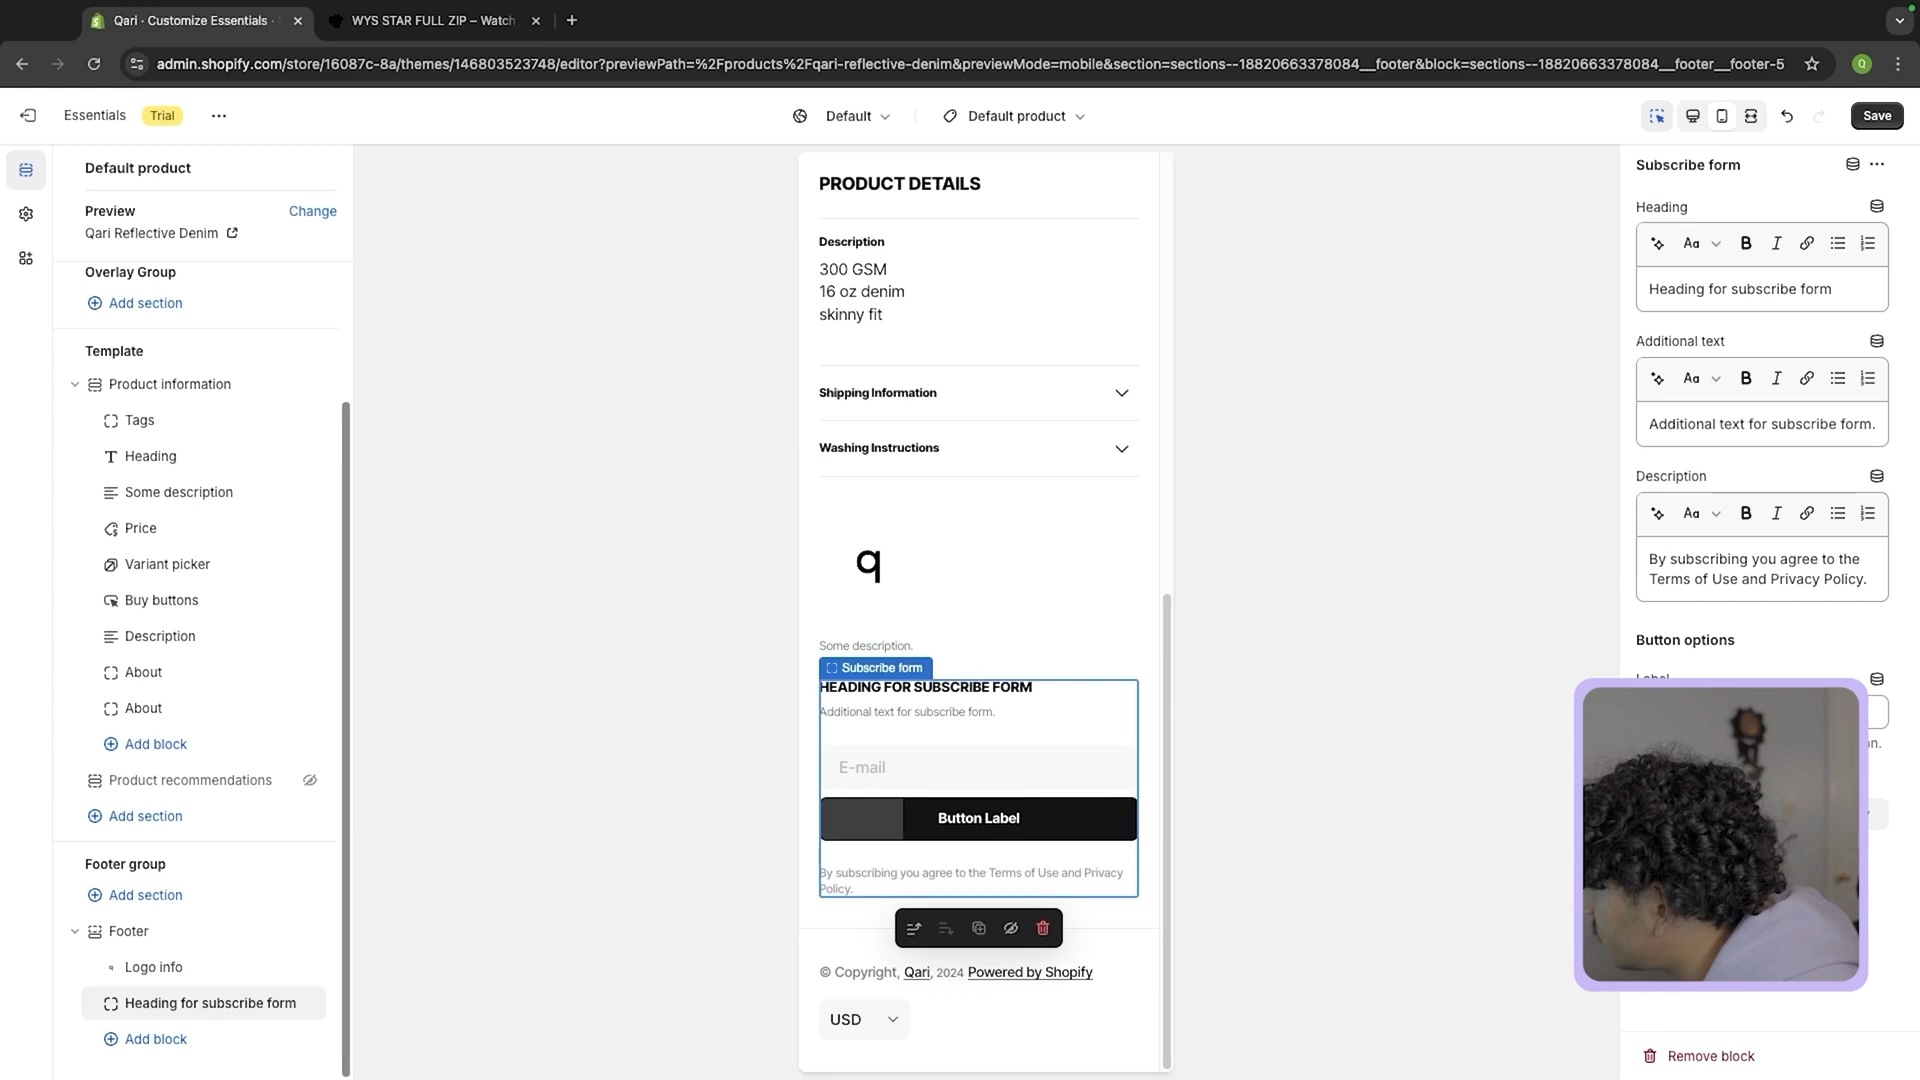 Qari · Customize Essentials ·
WYS STAR FULL ZIP – Watch
admin.shopify.com/store/16087c-8a/themes/146803523748/editor?previewPath=%2Fproducts%2Fqari-reflective-denim&previewMode=mobile&section=sections--18820663378084__footer&block=sections--18820663378084__footer__footer-5
Q
Essentials
Trial
Default
Default product
Save
Default product
Preview
Change
Qari Reflective Denim
Overlay Group
Add section
Template
Product information
Tags
Heading
Some description
Price
Variant picker
Buy buttons
Description
About
About
Add block
Product recommendations
Add section
Footer group
Add section
Footer
Logo info
Heading for subscribe form
Add block
PRODUCT DETAILS
Description
300 GSM
16 oz denim
skinny fit
Shipping Information
Washing Instructions
q
Some description.
Subscribe form
HEADING FOR SUBSCRIBE FORM
Additional text for subscribe form.
E-mail
Button Label
By subscribing you agree to the Terms of Use and Privacy
Policy.
© Copyright, Qari, 2024 Powered by Shopify
USD
Subscribe form
Heading
Aa B I
Heading for subscribe form
Additional text
Aa B I
Additional text for subscribe form.
Description
Aa B I
By subscribing you agree to the
Terms of Use and Privacy Policy.
Button options
Label
Remove block